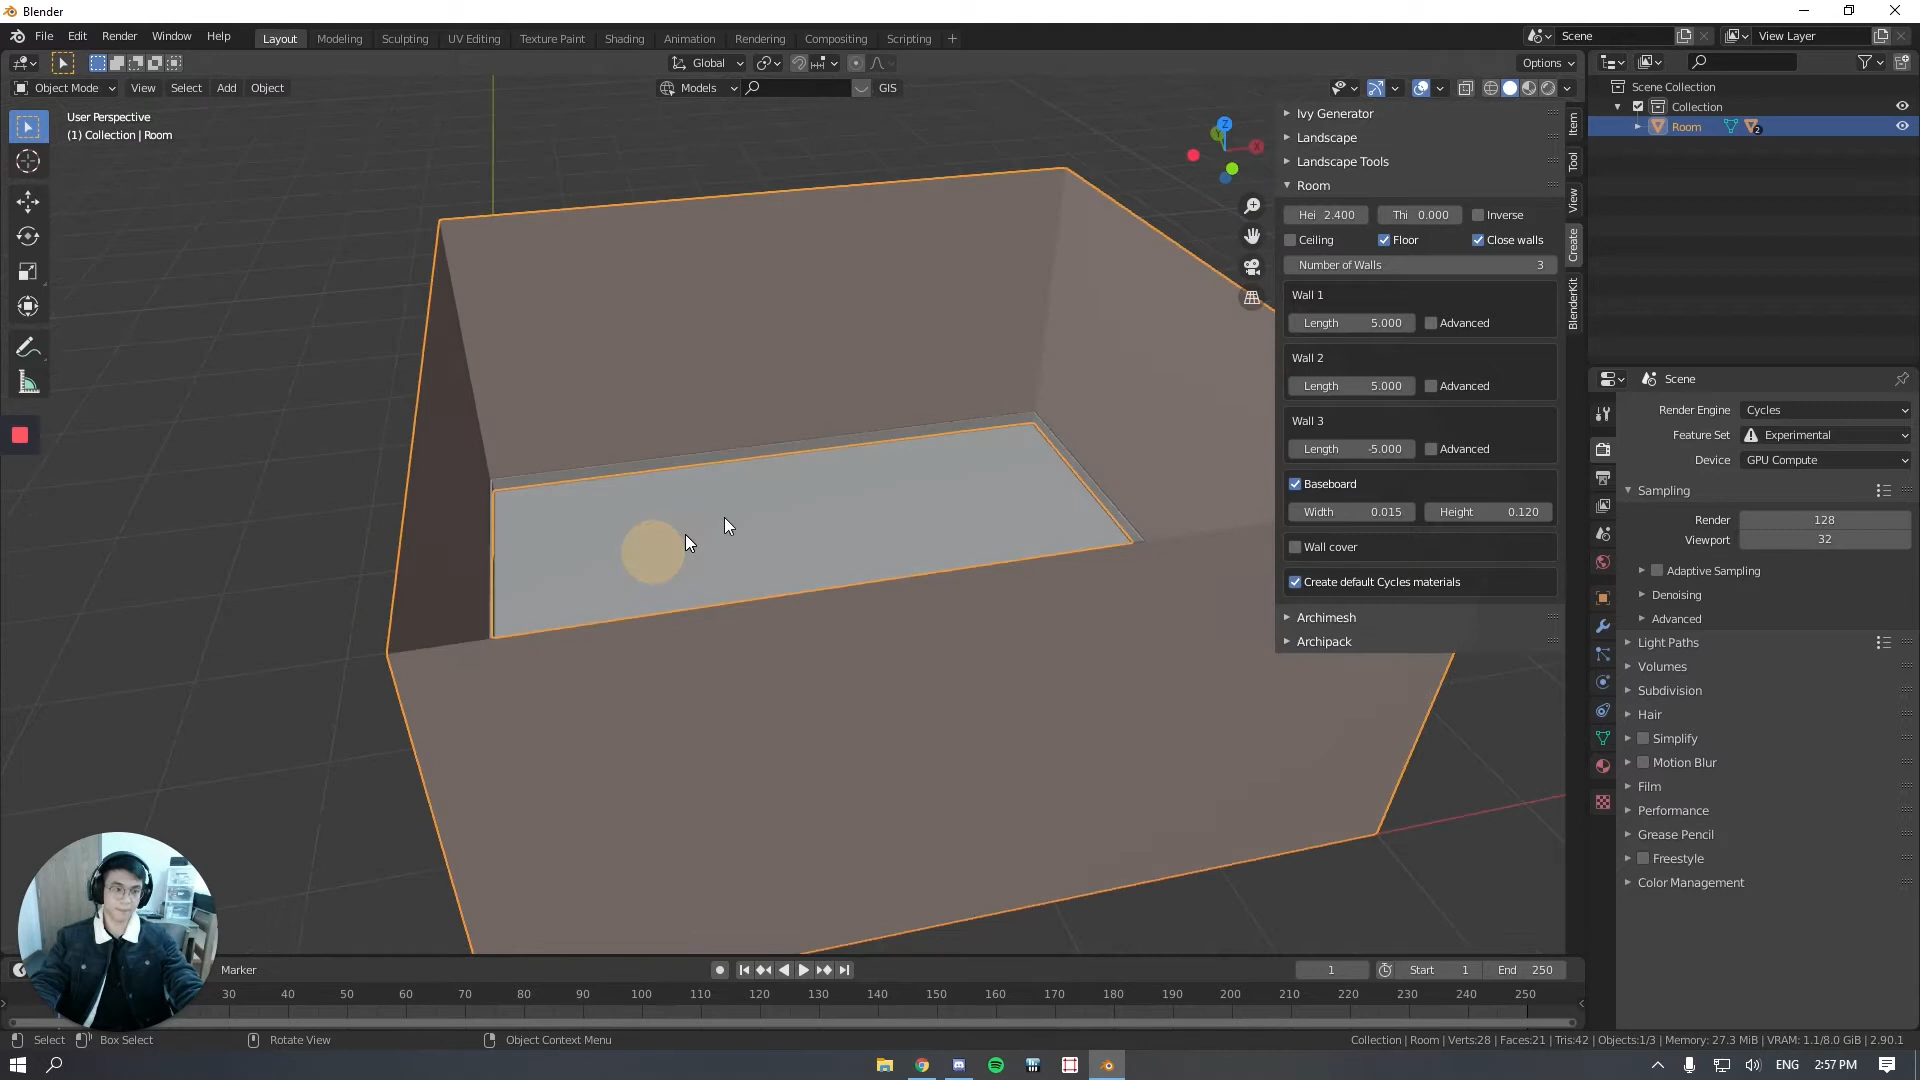 Blender
File Edit Render Window Help
Layout Modeling Sculpting UV Editing Texture Paint Shading Animation Rendering Compositing Scripting +
Scene
View Layer
Global
Options
Object Mode View Select Add Object
Models
GIS
User Perspective
(1) Collection | Room
Z
X
Ivy Generator
Landscape
Landscape Tools
Room
Hei 2.400 Thi 0.000 Inverse
Ceiling Floor Close walls
Number of Walls 3
Wall 1
Length 5.000 Advanced
Wall 2
Length 5.000 Advanced
Wall 3
Length -5.000 Advanced
Baseboard
Width 0.015 Height 0.120
Wall cover
Create default Cycles materials
Archimesh
Archipack
Item
Tool
View
Create
BlenderKit
Scene Collection
Collection
Room 2
Scene
Render Engine Cycles
Feature Set Experimental
Device GPU Compute
Sampling
Render 128
Viewport 32
Adaptive Sampling
Denoising
Advanced
Light Paths
Volumes
Subdivision
Hair
Simplify
Motion Blur
Film
Performance
Grease Pencil
Freestyle
Color Management
Marker
1 Start 1 End 250
30 40 50 60 70 80 90 100 110 120 130 140 150 160 170 180 190 200 210 220 230 240 250
Select Box Select Rotate View Object Context Menu
Collection | Room | Verts:28 | Faces:21 | Tris:42 | Objects:1/3 | Memory: 27.3 MiB | VRAM: 1.1/8.0 GiB | 2.90.1
ENG 2:57 PM